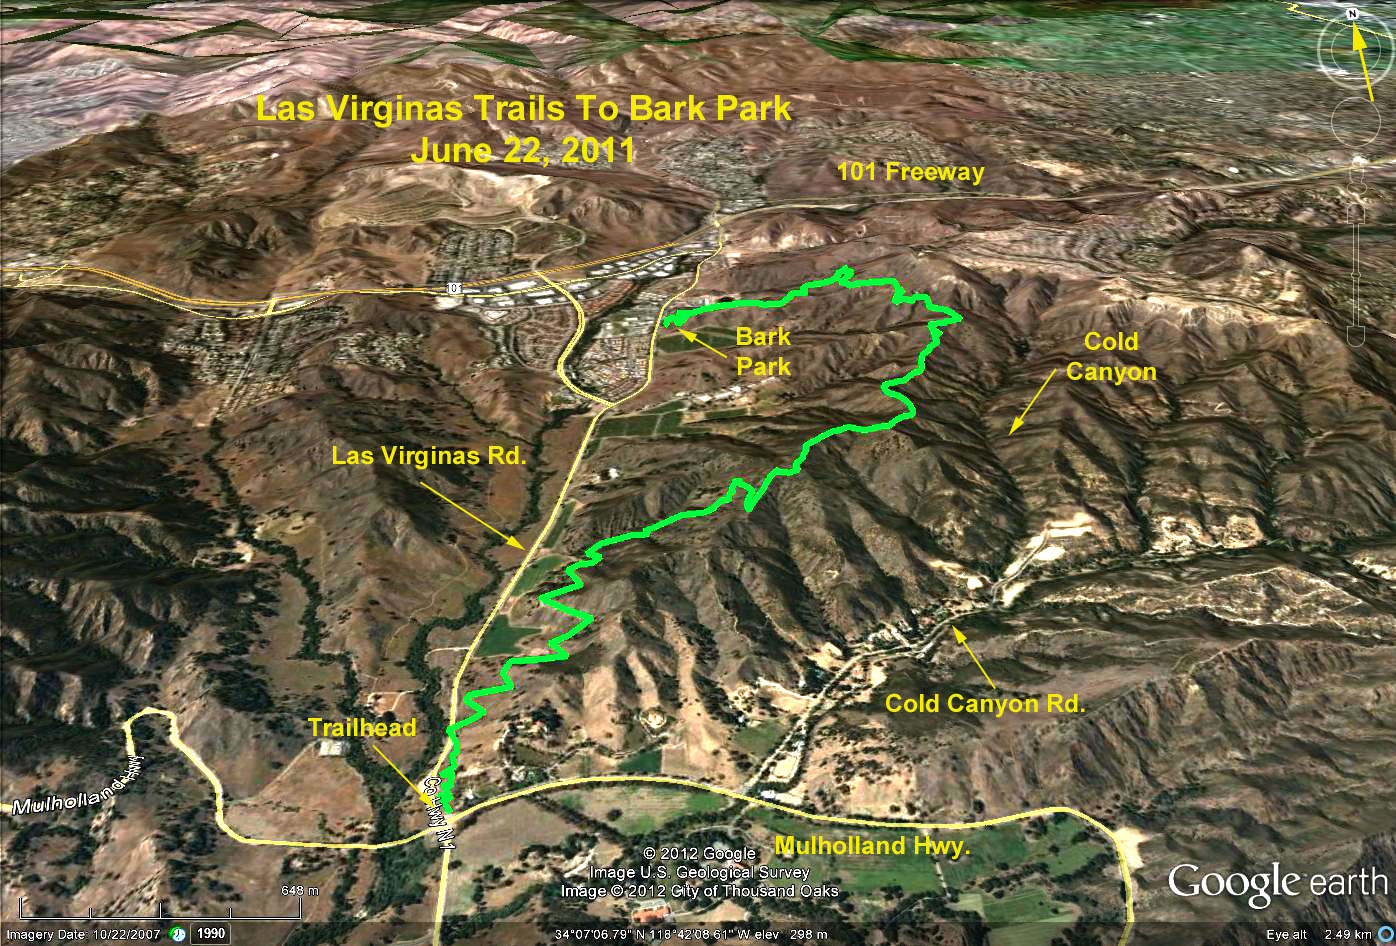 N
Las Virginas Trails To Bark Park
June 22, 2011
101 Freeway
101
Bark
Park
Cold
Canyon
Las Virginas Rd.
Cold Canyon Rd.
Trailhead
Mulholland Hwy
Co Hwy N1
Mulholland Hwy.
© 2012 Google
Image U.S. Geological Survey
Image © 2012 City of Thousand Oaks
Google earth
648 m
Imagery Date: 10/22/2007
1990
34°07'06.79" N 118°42'08.61" W elev 298 m
Eye alt 2.49 km